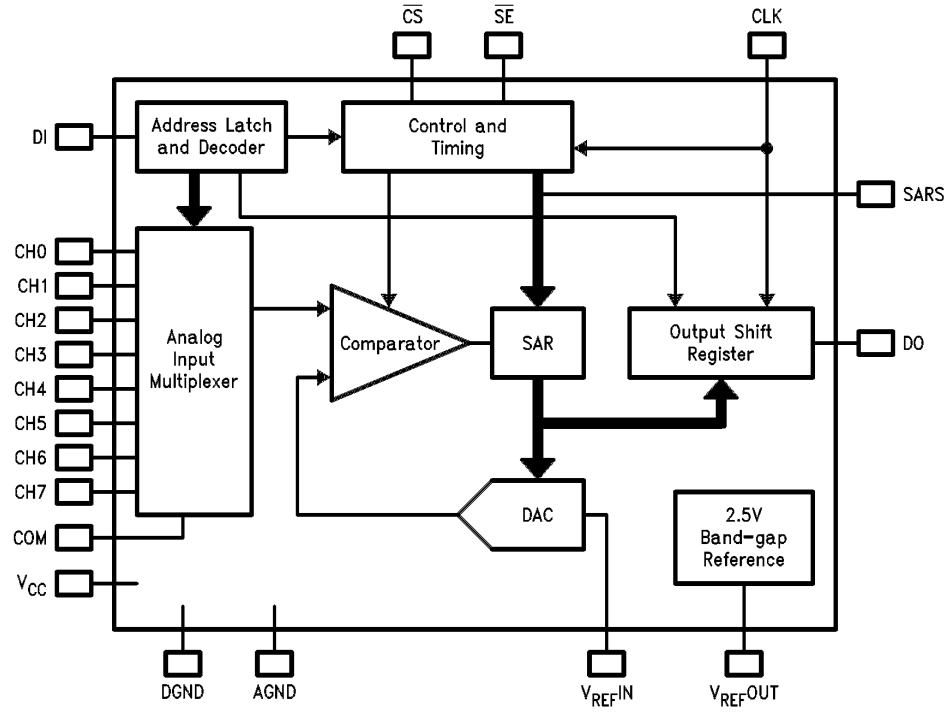 C̅S̅
S̅E̅
CLK
DI
Address Latch
and Decoder
Control and
Timing
SARS
CH0
CH1
CH2
CH3
CH4
CH5
CH6
CH7
COM
VCC
Analog
Input
Multiplexer
Comparator
SAR
Output Shift
Register
DO
DAC
2.5V
Band-gap
Reference
DGND
AGND
VREFIN
VREFOUT